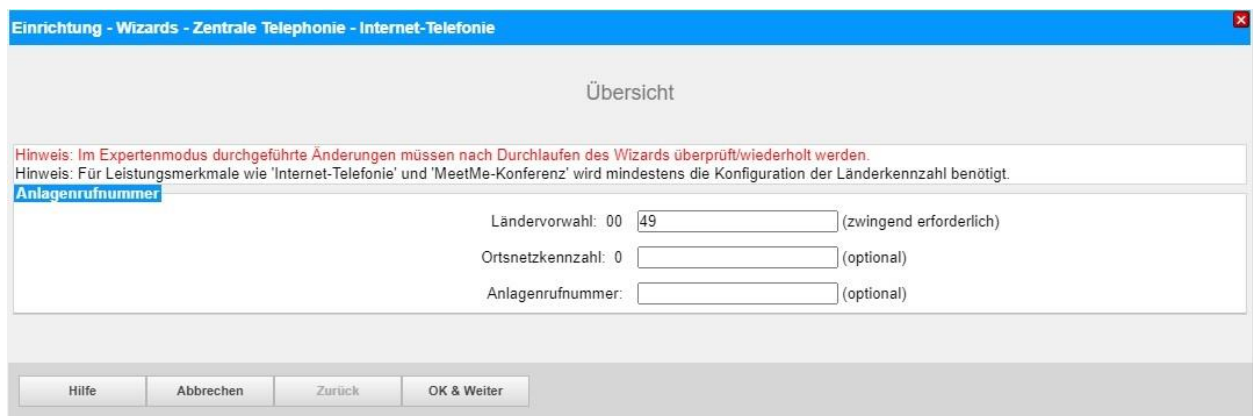 Einrichtung - Wizards - Zentrale Telephonie - Internet-Telefonie
Übersicht
Hinweis: Im Expertenmodus durchgeführte Änderungen müssen nach Durchlaufen des Wizards überprüft/wiederholt werden.
Hinweis: Für Leistungsmerkmale wie 'Internet-Telefonie' und 'MeetMe-Konferenz' wird mindestens die Konfiguration der Länderkennzahl benötigt.
Anlagenrufnummer
Ländervorwahl: 00 49 (zwingend erforderlich)
Ortsnetzkennzahl: 0 (optional)
Anlagenrufnummer: (optional)
Hilfe Abbrechen Zurück OK & Weiter